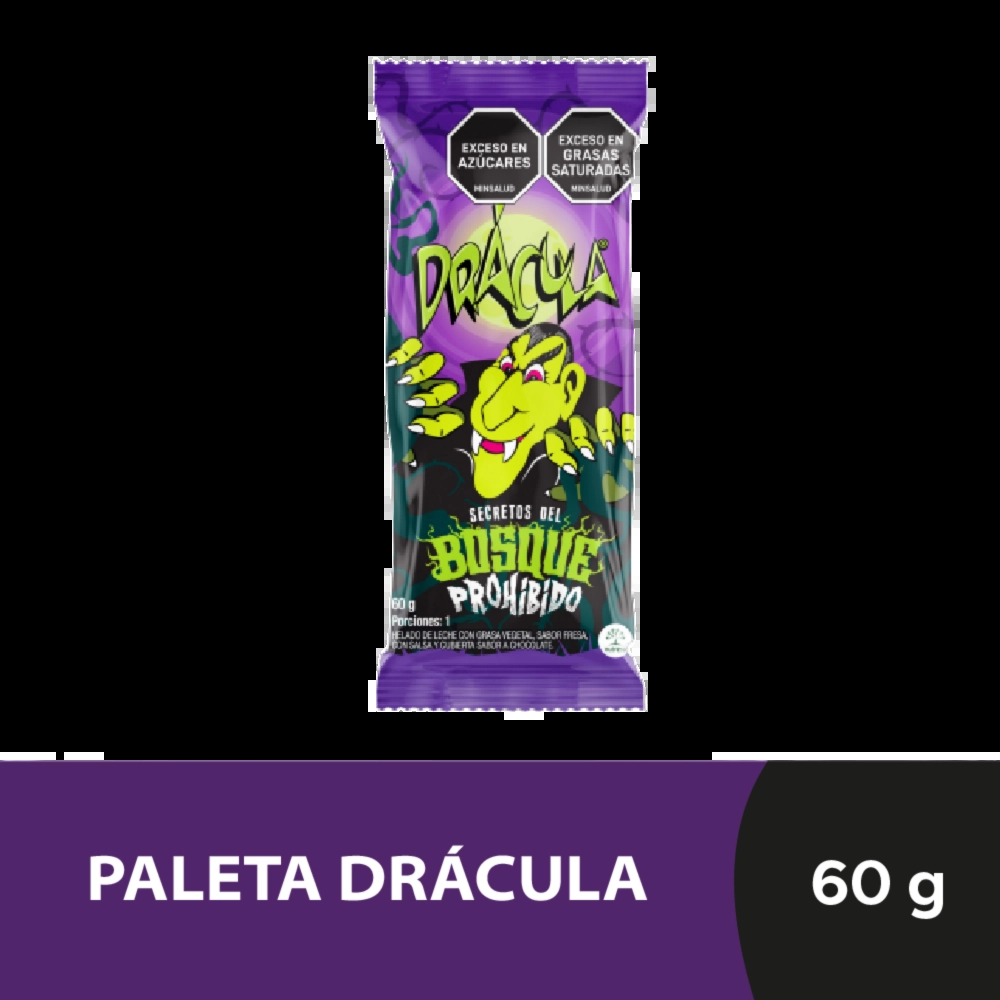 EXCESO EN
AZÚCARES
MINSALUD
EXCESO EN
GRASAS
SATURADAS
MINSALUD
DRÁCULA®
SECRETOS DEL
BOSQUE
PROHIBIDO
60 g
Porciones: 1
HELADO DE LECHE CON GRASA VEGETAL, SABOR FRESA,
CON SALSA Y CUBIERTA SABOR A CHOCOLATE.
PALETA DRÁCULA
60 g